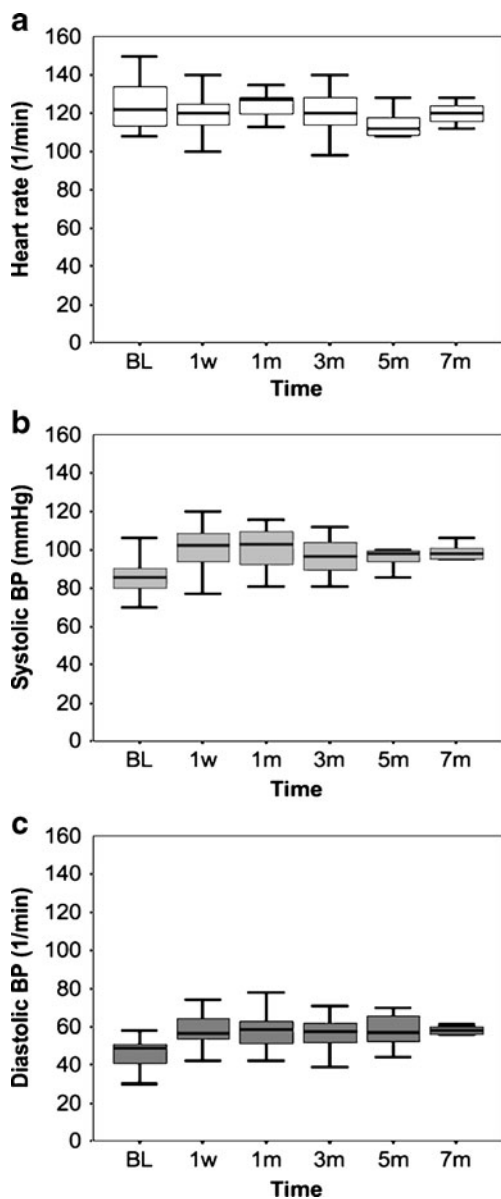 a
Heart rate (1/min)
160
140
120
100
80
60
40
20
0
BL 1w 1m 3m 5m 7m
Time
b
Systolic BP (mmHg)
160
140
120
100
80
60
40
20
0
BL 1w 1m 3m 5m 7m
Time
c
Diastolic BP (1/min)
160
140
120
100
80
60
40
20
0
BL 1w 1m 3m 5m 7m
Time